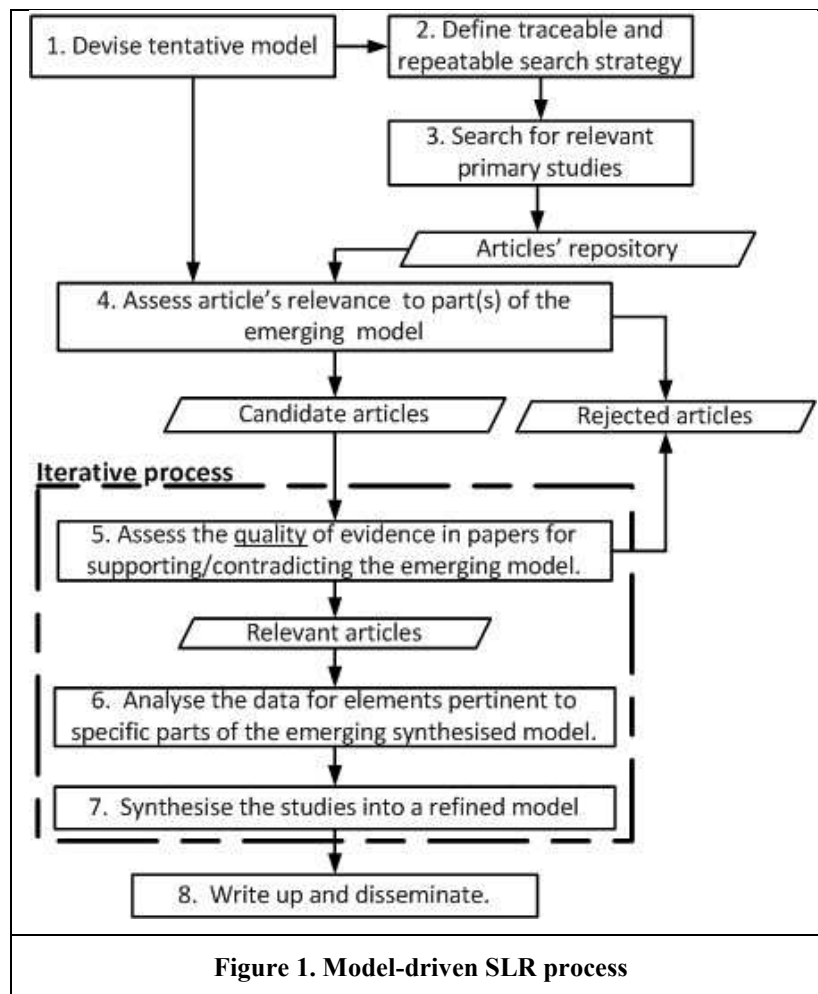 1. Devise tentative model
2. Define traceable and
repeatable search strategy
3. Search for relevant
primary studies
Articles' repository
4. Assess article's relevance to part(s) of the
emerging model
Candidate articles
Rejected articles
Iterative process
5. Assess the quality of evidence in papers for
supporting/contradicting the emerging model.
Relevant articles
6. Analyse the data for elements pertinent to
specific parts of the emerging synthesised model.
7. Synthesise the studies into a refined model
8. Write up and disseminate.
Figure 1. Model-driven SLR process